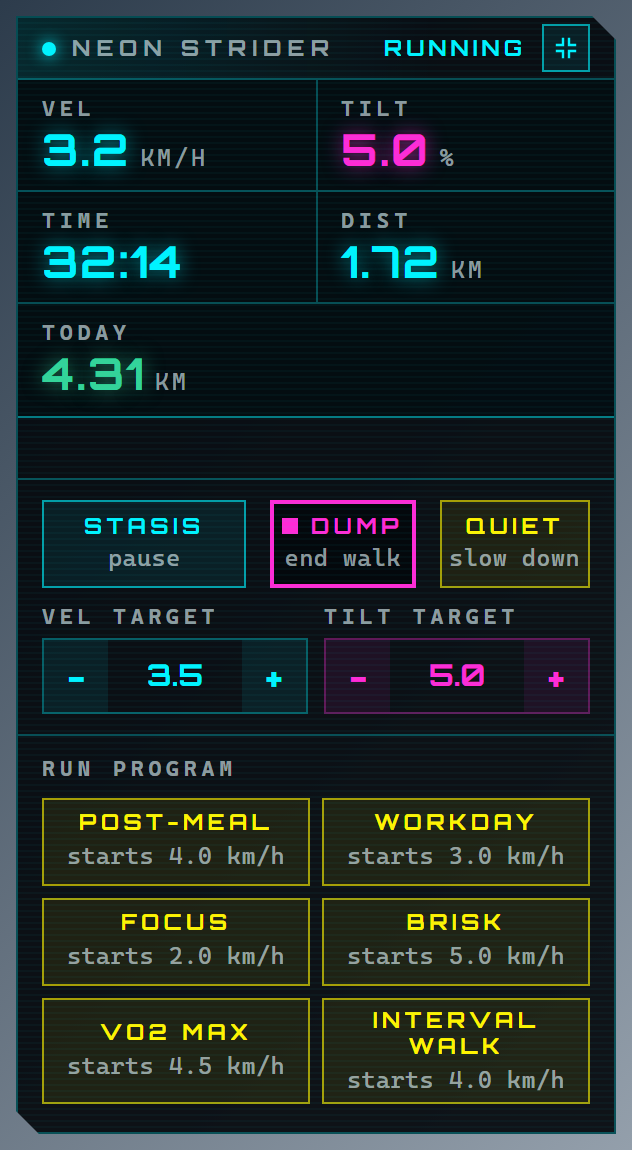 NEON STRIDER RUNNING
VEL TILT
3.2 KM/H 5.0 %
TIME DIST
32:14 1.72 KM
TODAY
4.31 KM
STASIS DUMP QUIET
pause end walk slow down
VEL TARGET TILT TARGET
- 3.5 + - 5.0 +
RUN PROGRAM
POST-MEAL WORKDAY
starts 4.0 km/h starts 3.0 km/h
FOCUS BRISK
starts 2.0 km/h starts 5.0 km/h
VO2 MAX INTERVAL
WALK
starts 4.5 km/h starts 4.0 km/h